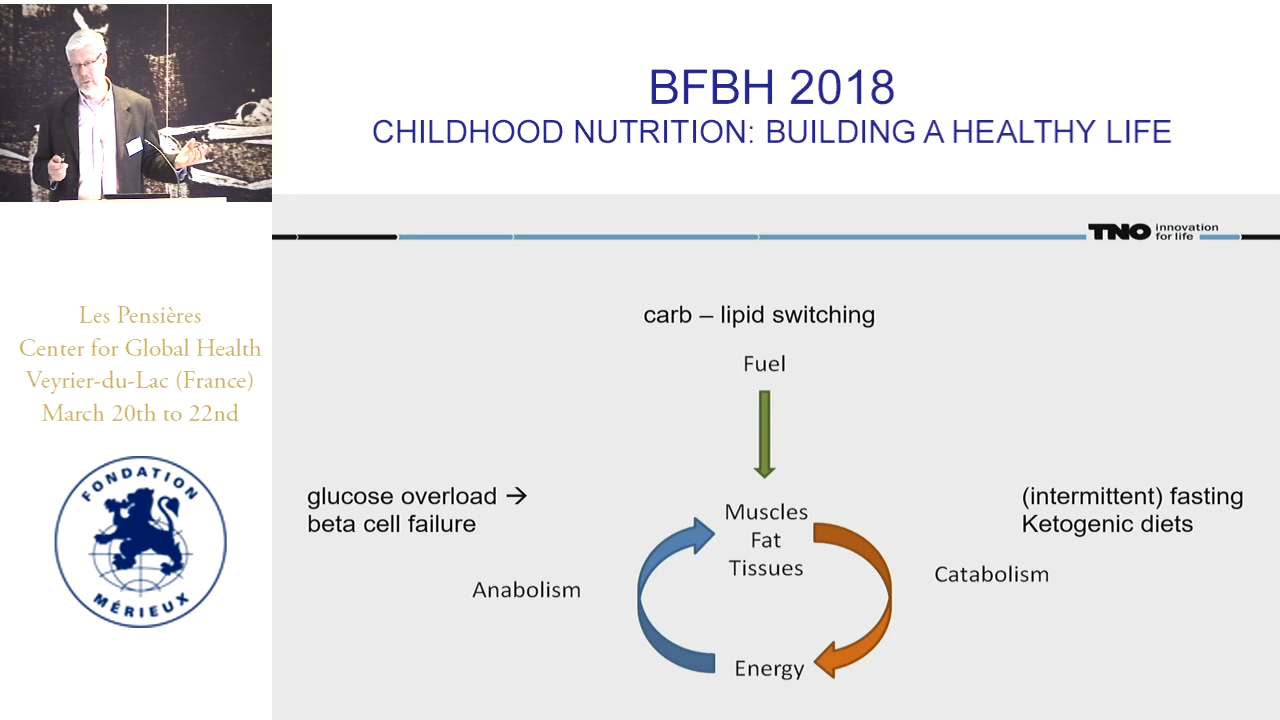 BFBH 2018
CHILDHOOD NUTRITION: BUILDING A HEALTHY LIFE
TNO innovation
for life
Les Pensières
Center for Global Health
Veyrier-du-Lac (France)
March 20th to 22nd
FONDATION
MÉRIEUX
carb – lipid switching
Fuel
glucose overload →
beta cell failure
(intermittent) fasting
Ketogenic diets
Muscles
Fat
Tissues
Anabolism
Catabolism
Energy